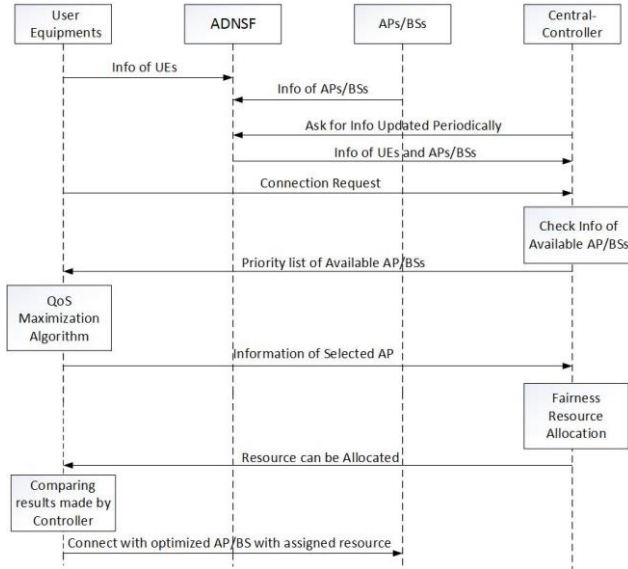 User
Equipments
ADNSF
APs/BSs
Central-
Controller
Info of UEs
Info of APs/BSs
Ask for Info Updated Periodically
Info of UEs and APs/BSs
Connection Request
Check Info of
Available AP/BSs
Priority list of Available AP/BSs
QoS
Maximization
Algorithm
Information of Selected AP
Fairness
Resource
Allocation
Resource can be Allocated
Comparing
results made by
Controller
Connect with optimized AP/BS with assigned resource